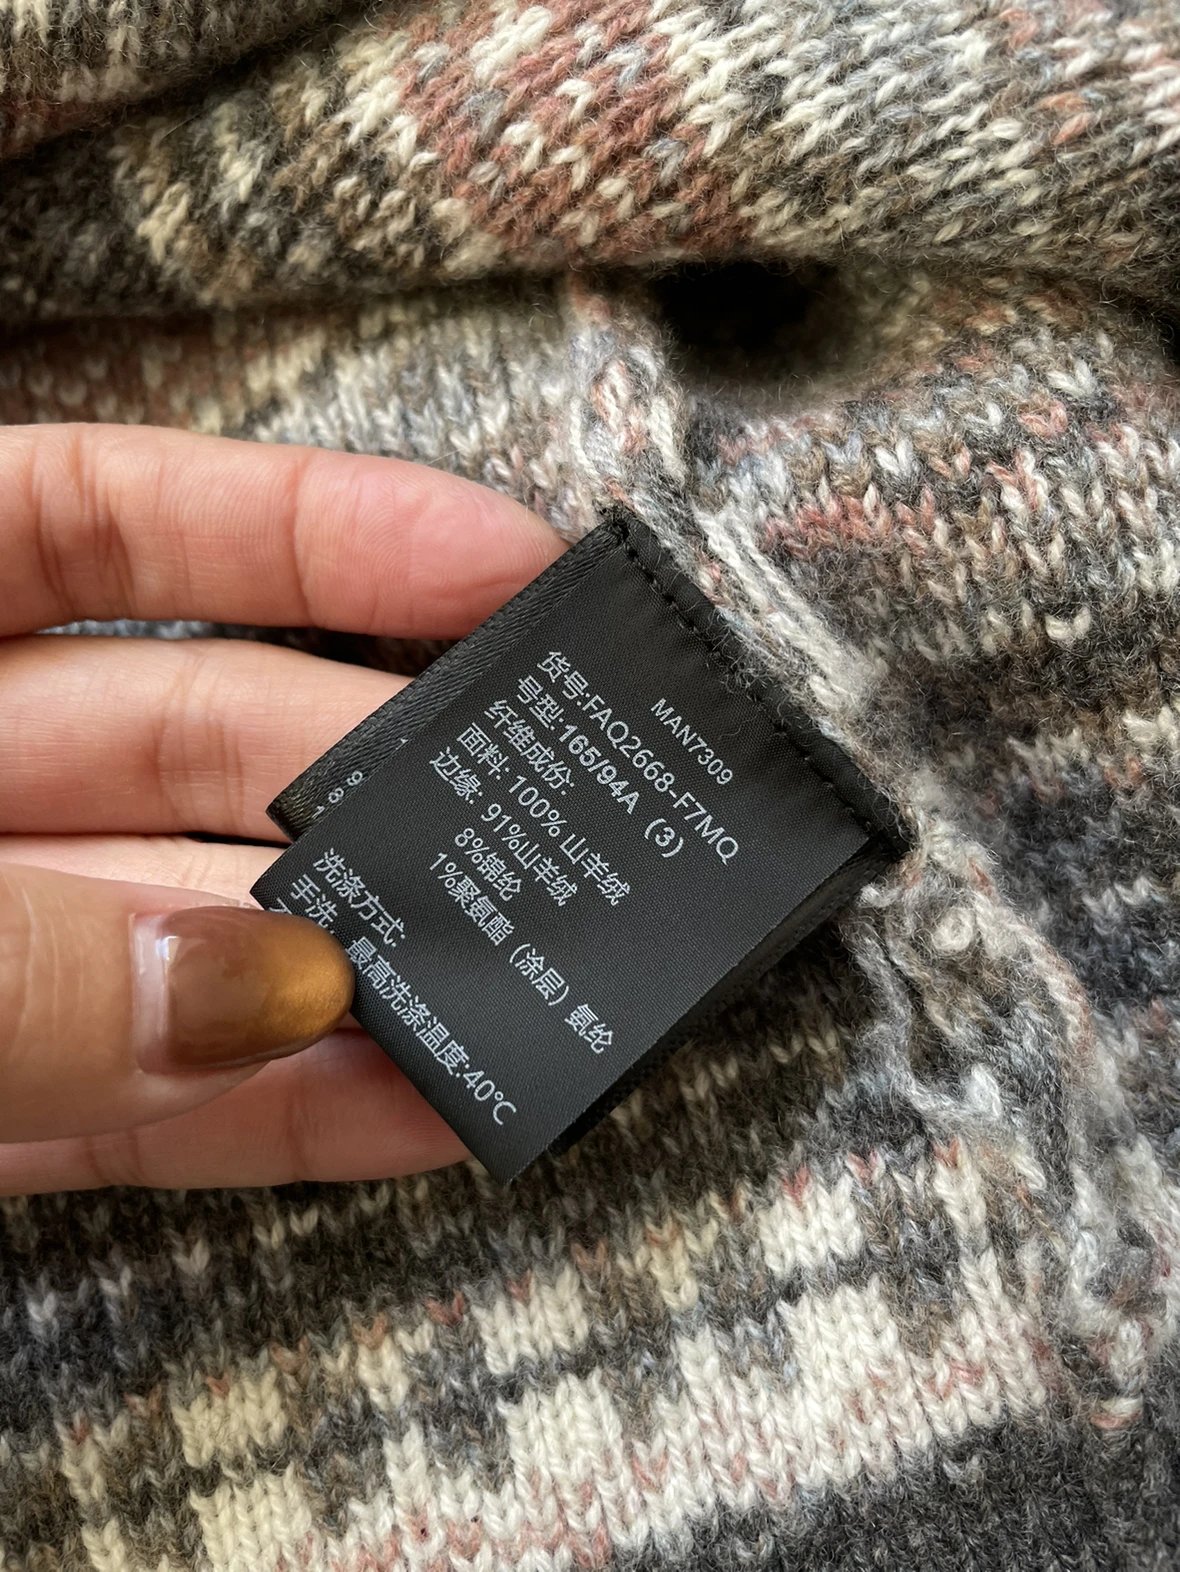 MAN7309
货号:FAQ2668-F7MQ
号型:165/94A (3)
纤维成份:
面料: 100% 山羊绒
边缘: 91%山羊绒
8%锦纶
1%聚氨酯 (涂层) 氨纶
洗涤方式:
手洗, 最高洗涤温度:40℃